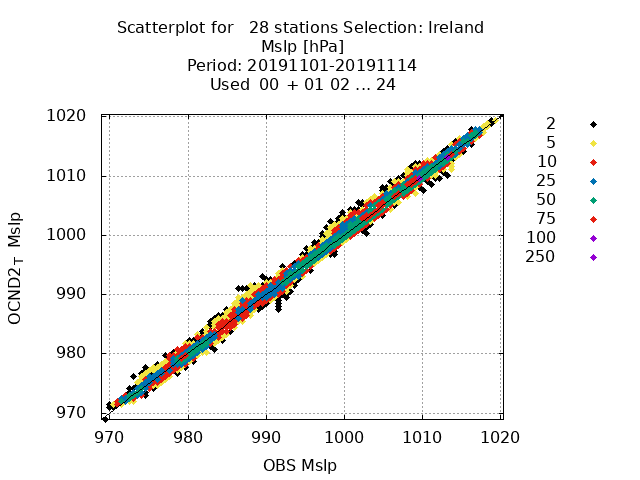 Scatterplot for   28 stations Selection: Ireland
Mslp [hPa]
Period: 20191101-20191114
Used  00  + 01 02 ... 24
1020
1010
1000
990
980
970
970 980 990 1000 1010 1020
OCND2T Mslp
OBS Mslp
2
5
10
25
50
75
100
250